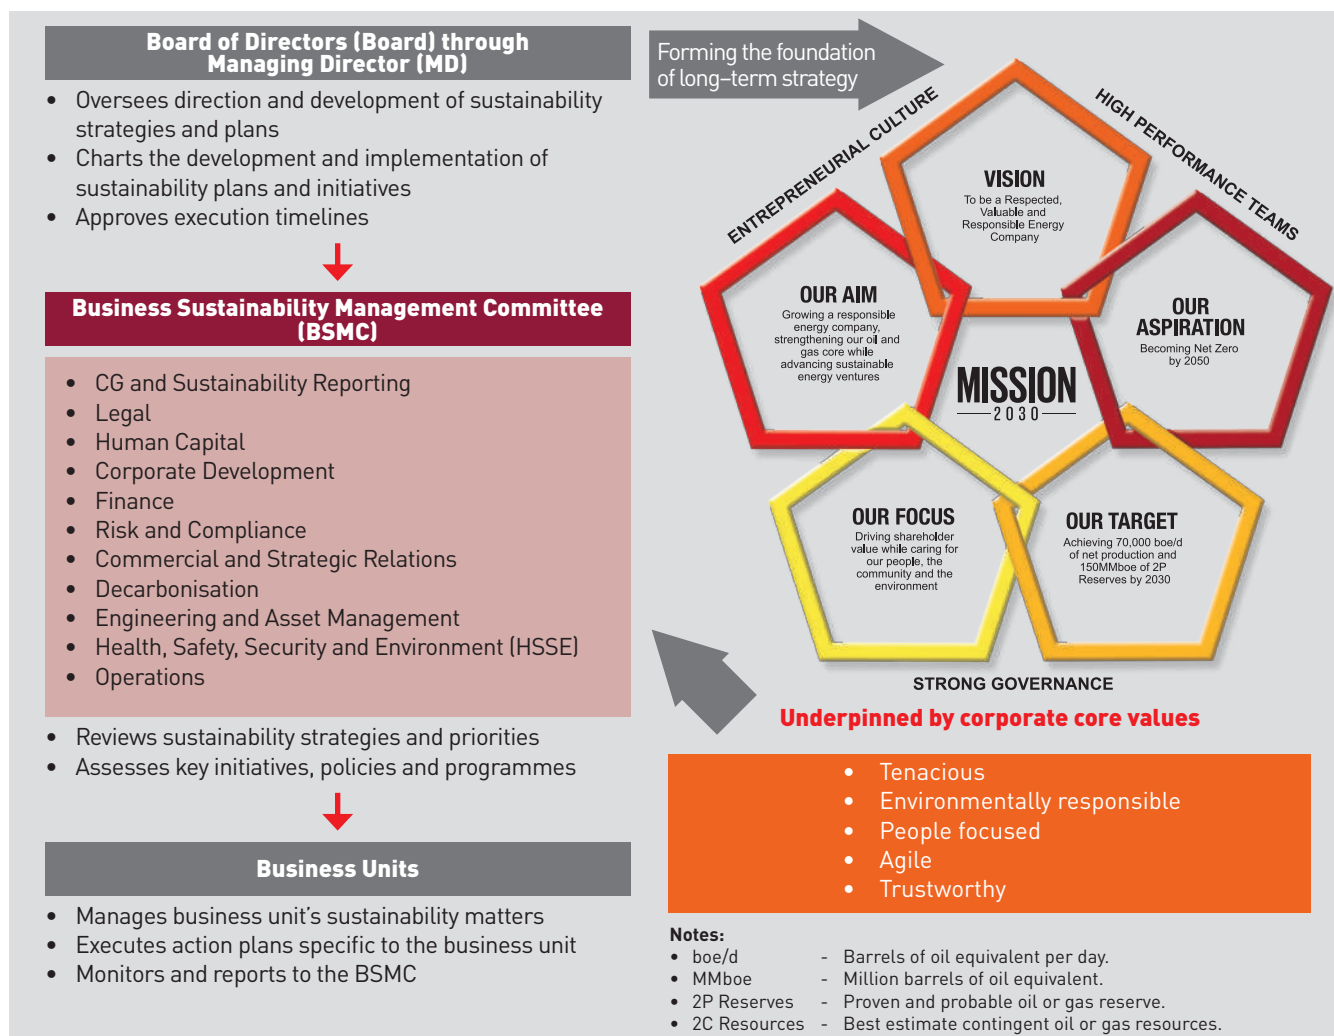 Board of Directors (Board) through
Managing Director (MD)
• Oversees direction and development of sustainability
strategies and plans
• Charts the development and implementation of
sustainability plans and initiatives
• Approves execution timelines
Business Sustainability Management Committee
(BSMC)
• CG and Sustainability Reporting
• Legal
• Human Capital
• Corporate Development
• Finance
• Risk and Compliance
• Commercial and Strategic Relations
• Decarbonisation
• Engineering and Asset Management
• Health, Safety, Security and Environment (HSSE)
• Operations
• Reviews sustainability strategies and priorities
• Assesses key initiatives, policies and programmes
Business Units
• Manages business unit's sustainability matters
• Executes action plans specific to the business unit
• Monitors and reports to the BSMC
Forming the foundation
of long–term strategy
ENTREPRENEURIAL CULTURE
HIGH PERFORMANCE TEAMS
VISION
To be a Respected,
Valuable and
Responsible Energy
Company
OUR AIM
Growing a responsible
energy company,
strengthening our oil and
gas core while
advancing sustainable
energy ventures
OUR
ASPIRATION
Becoming Net Zero
by 2050
MISSION
2030
OUR FOCUS
Driving shareholder
value while caring for
our people, the
community and the
environment
OUR TARGET
Achieving 70,000 boe/d
of net production and
150MMboe of 2P
Reserves by 2030
STRONG GOVERNANCE
Underpinned by corporate core values
• Tenacious
• Environmentally responsible
• People focused
• Agile
• Trustworthy
Notes:
• boe/d - Barrels of oil equivalent per day.
• MMboe - Million barrels of oil equivalent.
• 2P Reserves - Proven and probable oil or gas reserve.
• 2C Resources - Best estimate contingent oil or gas resources.